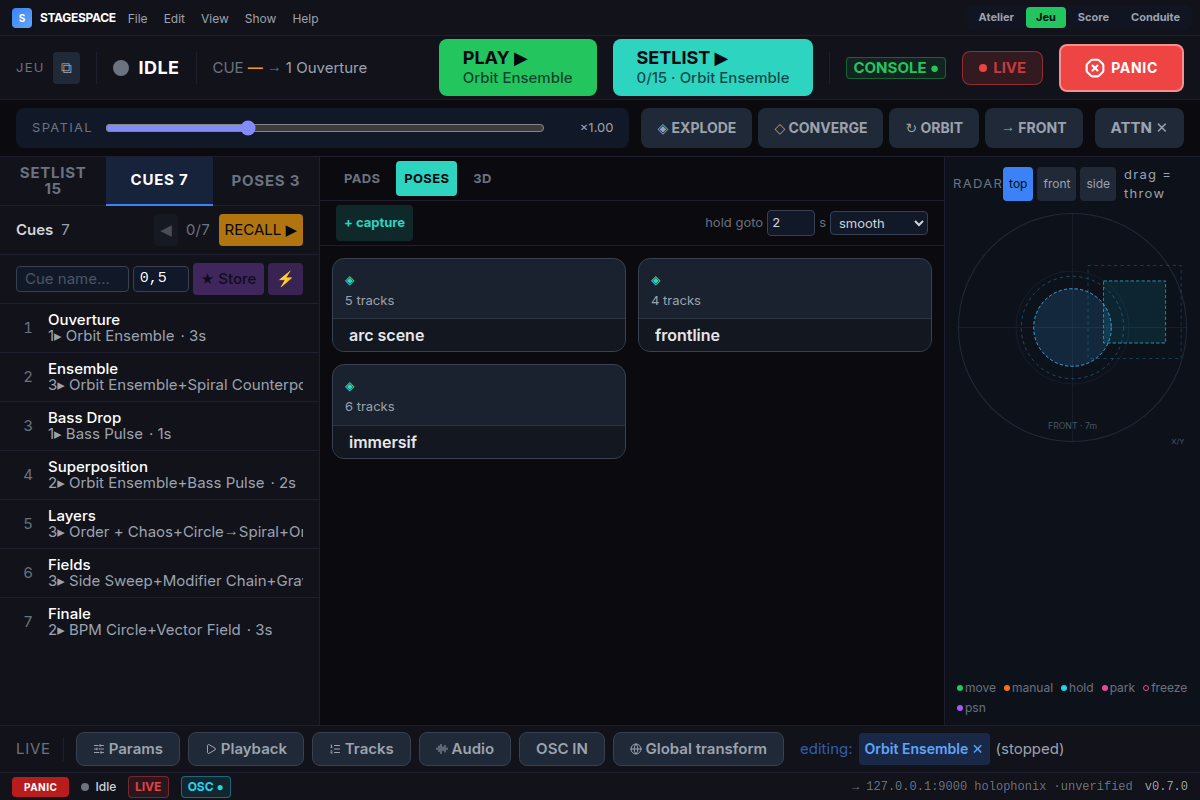 S STAGESPACE File Edit View Show Help Atelier Jeu Score Conduite
JEU IDLE CUE — → 1 Ouverture PLAY ▶ SETLIST ▶ CONSOLE ● LIVE PANIC
Orbit Ensemble 0/15 · Orbit Ensemble
SPATIAL ×1.00 ◈ EXPLODE ◇ CONVERGE ↻ ORBIT → FRONT ATTN ✕
SETLIST 15 CUES 7 POSES 3
PADS POSES 3D
RADAR top front side drag = throw
Cues 7 ◀ 0/7 RECALL ▶
+ capture hold goto 2 s smooth
Cue name... 0,5 ★ Store ⚡
1 Ouverture
1▸ Orbit Ensemble · 3s
2 Ensemble
3▸ Orbit Ensemble+Spiral Counterpo
3 Bass Drop
1▸ Bass Pulse · 1s
4 Superposition
2▸ Orbit Ensemble+Bass Pulse · 2s
5 Layers
3▸ Order + Chaos+Circle→Spiral+Or
6 Fields
3▸ Side Sweep+Modifier Chain+Gra
7 Finale
2▸ BPM Circle+Vector Field · 3s
◈
5 tracks
arc scene
◈
4 tracks
frontline
◈
6 tracks
immersif
FRONT · 7m
X/Y
move manual hold park freeze
psn
LIVE Params Playback Tracks Audio OSC IN Global transform editing: Orbit Ensemble ✕ (stopped)
PANIC Idle LIVE OSC ● → 127.0.0.1:9000 holophonix ·unverified v0.7.0